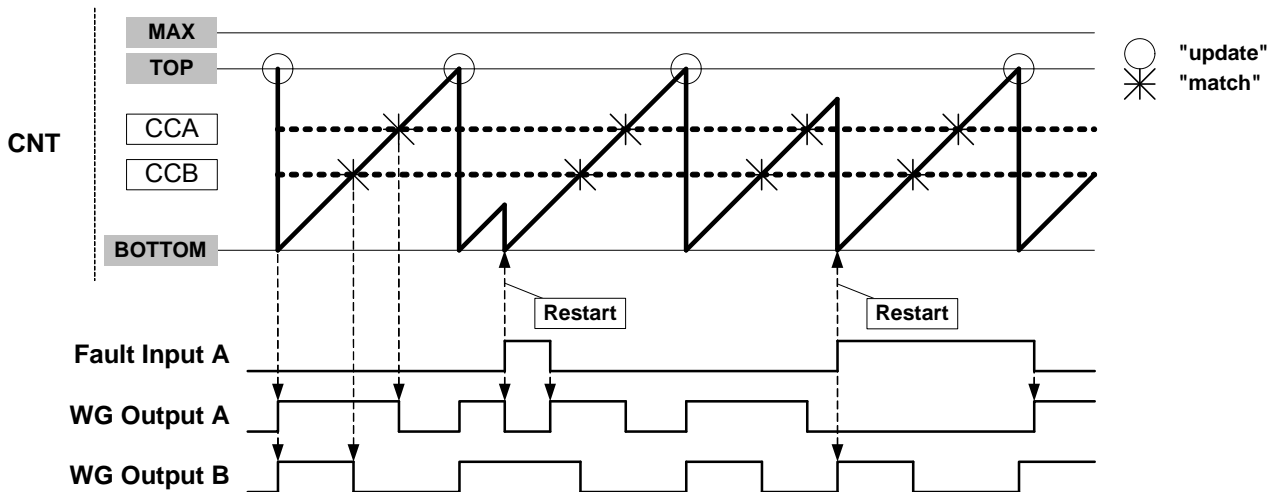 MAX
"update"
TOP
"match"
CCA
CNT
CCB
BOTTOM
Restart
Restart
Fault Input A
WG Output A
WG Output B